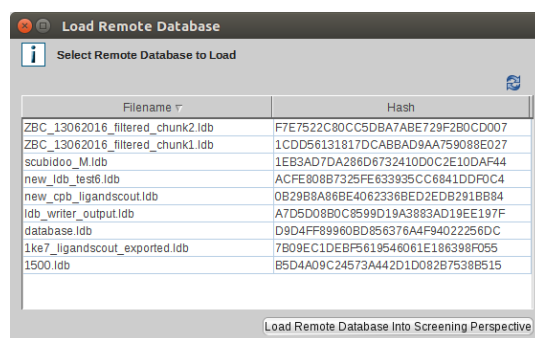 Load Remote Database
Select Remote Database to Load
Filename Hash
ZBC_13062016_filtered_chunk2.ldb F7E7522C80CC5DBA7ABE729F2B0CD007
ZBC_13062016_filtered_chunk1.ldb 1CDD56131817DCABBAD9AA759088E027
scubidoo_M.ldb 1EB3AD7DA286D6732410D0C2E10DAF44
new_ldb_test6.ldb ACFE808B7325FE633935CC6841DDF0C4
new_cpb_ligandscout.ldb 0B29B8A86BE4062336BED2EDB291BB84
ldb_writer_output.ldb A7D5D08B0C8599D19A3883AD19EE197F
database.ldb D9D4FF89960BD856376A4F94022256DC
1ke7_ligandscout_exported.ldb 7B09EC1DEBF5619546061E186398F055
1500.ldb B5D4A09C24573A442D1D082B7538B515
Load Remote Database Into Screening Perspective